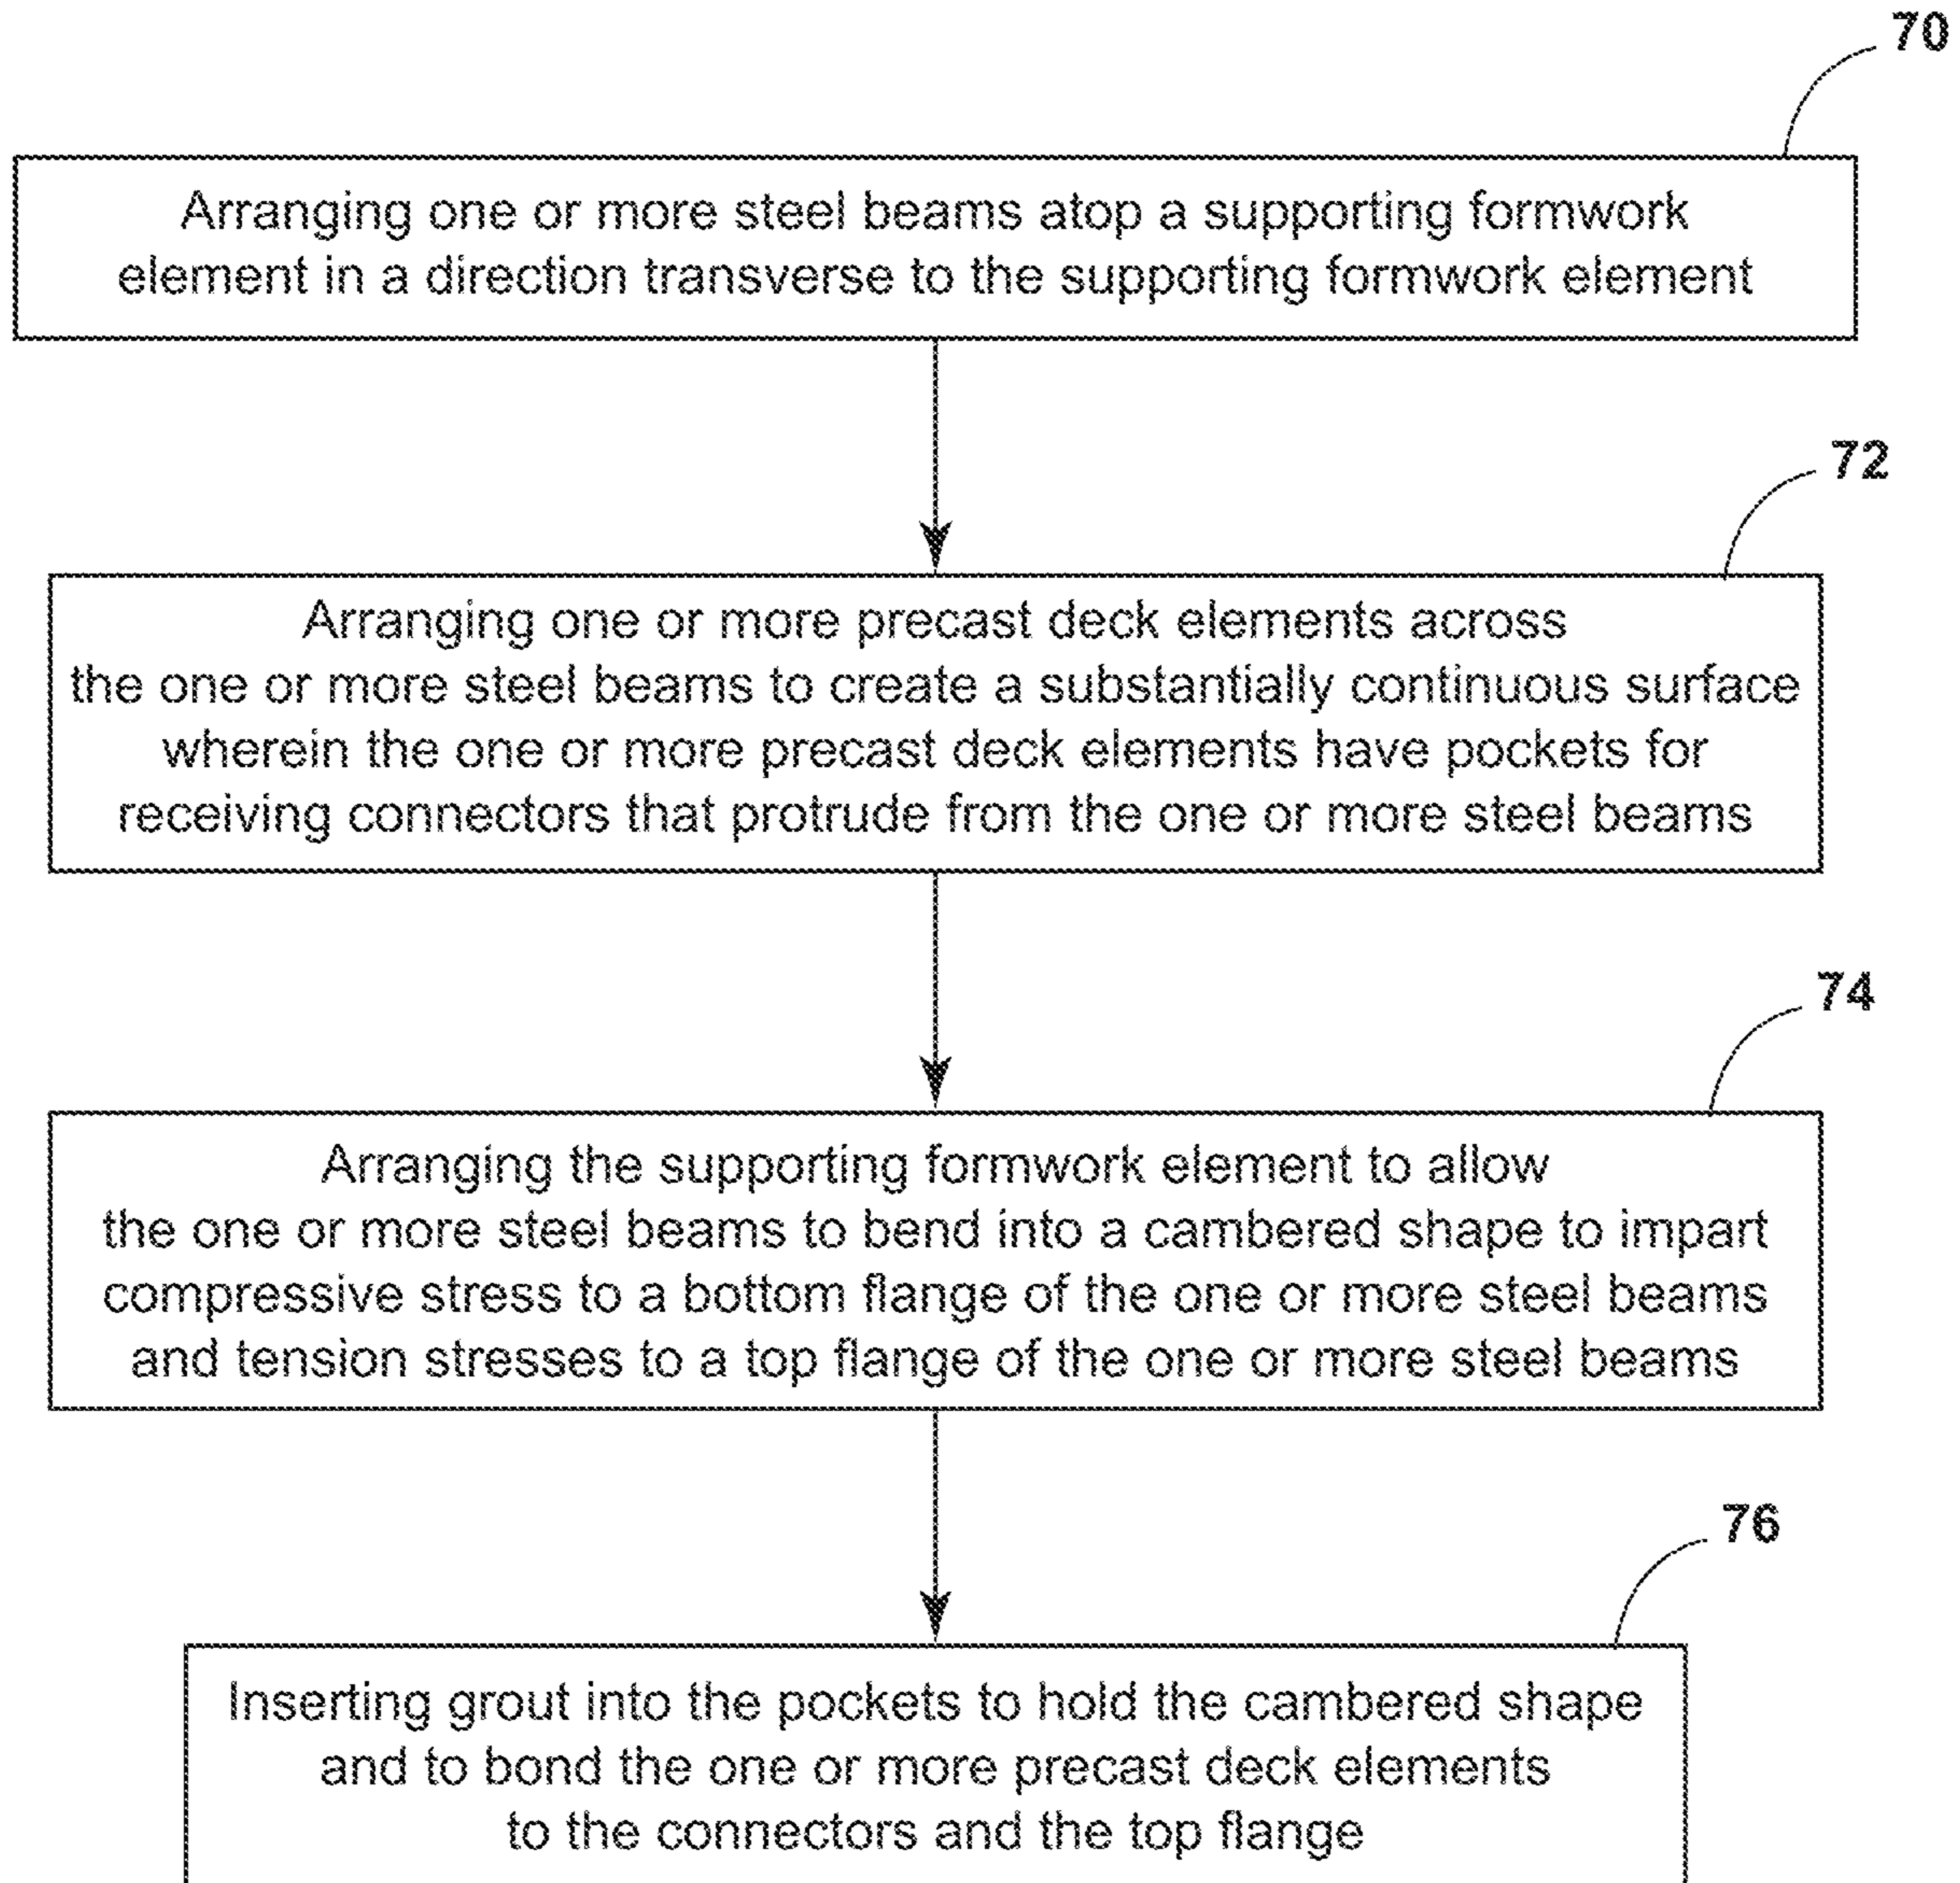 70
Arranging one or more steel beams atop a supporting formwork
element in a direction transverse to the supporting formwork element
72
Arranging one or more precast deck elements across
the one or more steel beams to create a substantially continuous surface
wherein the one or more precast deck elements have pockets for
receiving connectors that protrude from the one or more steel beams
74
Arranging the supporting formwork element to allow
the one or more steel beams to bend into a cambered shape to impart
compressive stress to a bottom flange of the one or more steel beams
and tension stresses to a top flange of the one or more steel beams
76
Inserting grout into the pockets to hold the cambered shape
and to bond the one or more precast deck elements
to the connectors and the top flange